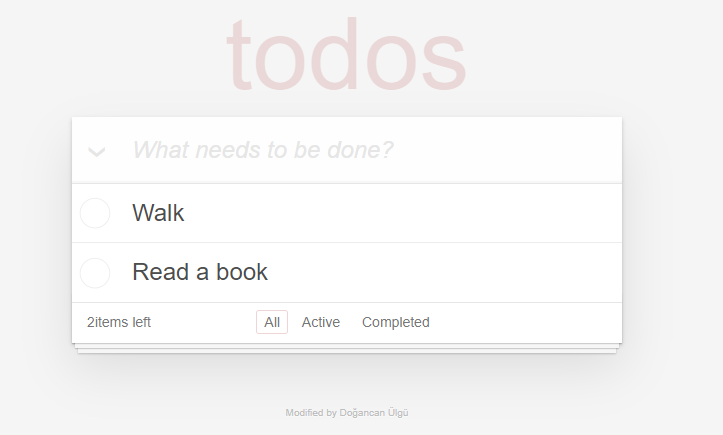 todos
What needs to be done?
Walk
Read a book
2items left All Active Completed
Modified by Doğancan Ülgü